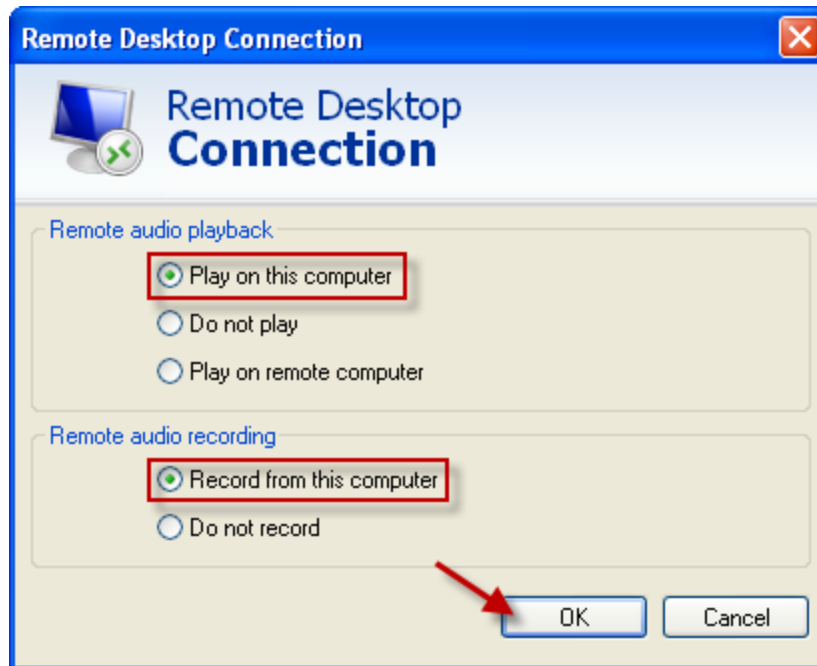 Remote Desktop Connection
Remote Desktop
Connection
Remote audio playback
Play on this computer
Do not play
Play on remote computer
Remote audio recording
Record from this computer
Do not record
OK Cancel